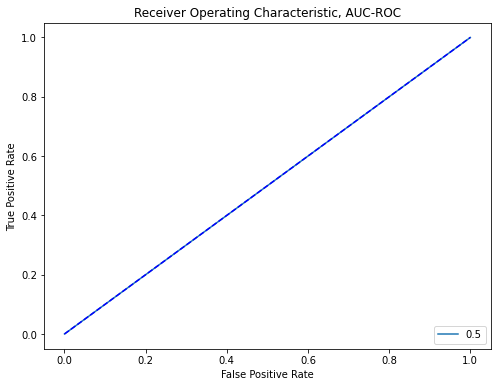 Receiver Operating Characteristic, AUC-ROC
1.0
0.8
0.6
0.4
0.2
0.0
True Positive Rate
0.5
0.0 0.2 0.4 0.6 0.8 1.0
False Positive Rate